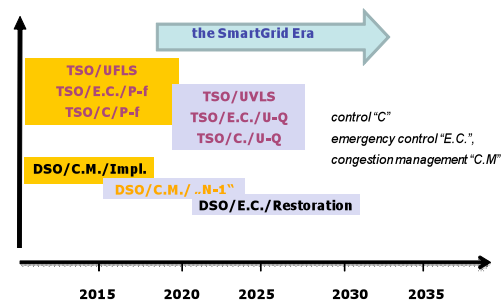 the SmartGrid Era
TSO/UFLS
TSO/E.C./P-f
TSO/C/P-f
TSO/UVLS
TSO/E.C./U-Q
TSO/C./U-Q
control “C”
emergency control “E.C.”,
congestion management “C.M”
DSO/C.M./Impl.
DSO/C.M./ „N-1“
DSO/E.C./Restoration
2015 2020 2025 2030 2035